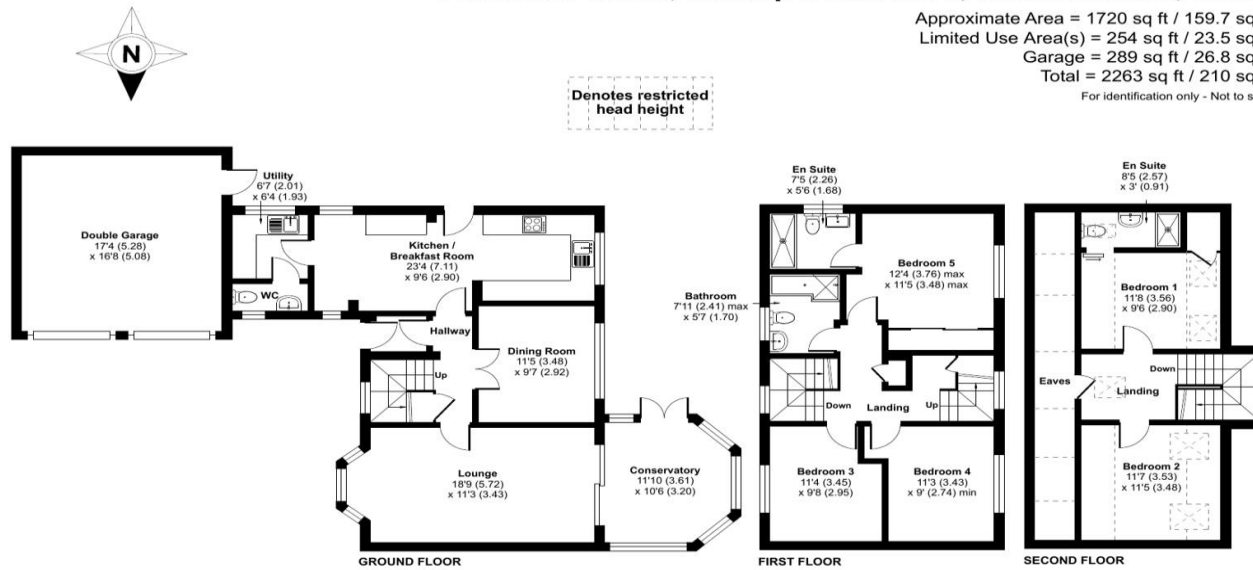 Approximate Area = 1720 sq ft / 159.7 sq
Limited Use Area(s) = 254 sq ft / 23.5 sq
Garage = 289 sq ft / 26.8 sq
Total = 2263 sq ft / 210 sq
For identification only - Not to s
N
Denotes restricted
head height
Utility
6'7 (2.01)
x 6'4 (1.93)
Double Garage
17'4 (5.28)
x 16'8 (5.08)
Kitchen /
Breakfast Room
23'4 (7.11)
x 9'6 (2.90)
WC
Hallway
Dining Room
11'5 (3.48)
x 9'7 (2.92)
Up
Lounge
18'9 (5.72)
x 11'3 (3.43)
Conservatory
11'10 (3.61)
x 10'6 (3.20)
GROUND FLOOR
En Suite
7'5 (2.26)
x 5'6 (1.68)
Bedroom 5
12'4 (3.76) max
x 11'5 (3.48) max
Bathroom
7'11 (2.41) max
x 5'7 (1.70)
Down
Landing
Up
Bedroom 3
11'4 (3.45)
x 9'8 (2.95)
Bedroom 4
11'3 (3.43)
x 9' (2.74) min
FIRST FLOOR
En Suite
8'5 (2.57)
x 3' (0.91)
Bedroom 1
11'8 (3.56)
x 9'6 (2.90)
Down
Eaves
Landing
Up
Bedroom 2
11'7 (3.53)
x 11'5 (3.48)
SECOND FLOOR